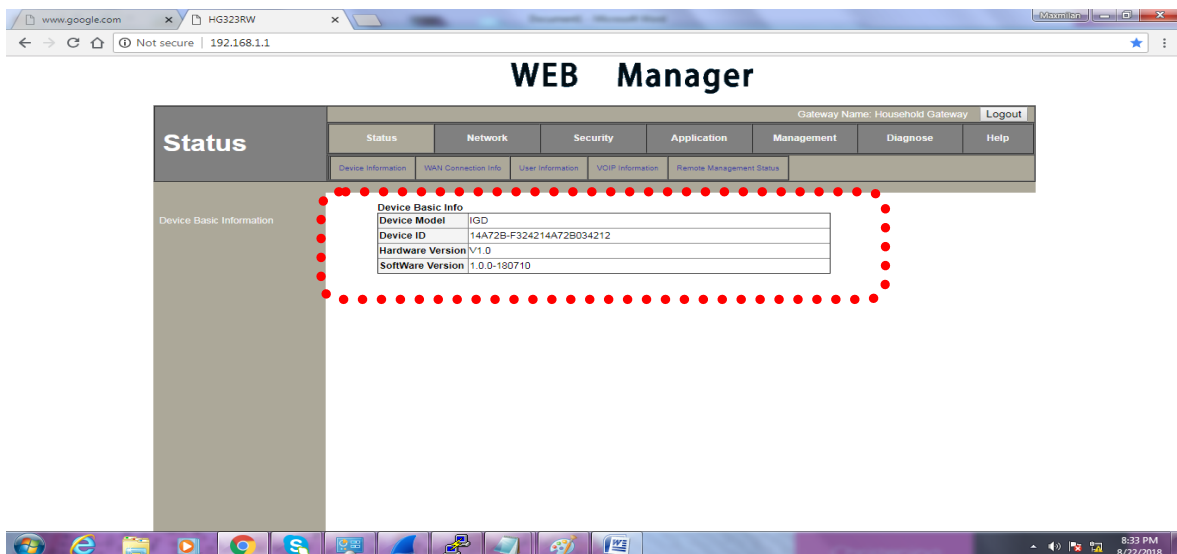 www.google.com
HG323RW
Maxmilian
Not secure | 192.168.1.1
WEB Manager
Gateway Name: Household Gateway Logout
Status
Status Network Security Application Management Diagnose Help
Device Information WAN Connection Info User Information VOIP Information Remote Management Status
Device Basic Information
Device Basic Info
Device Model IGD
Device ID 14A72B-F324214A72B034212
Hardware Version V1.0
SoftWare Version 1.0.0-180710
8:33 PM
8/22/2018